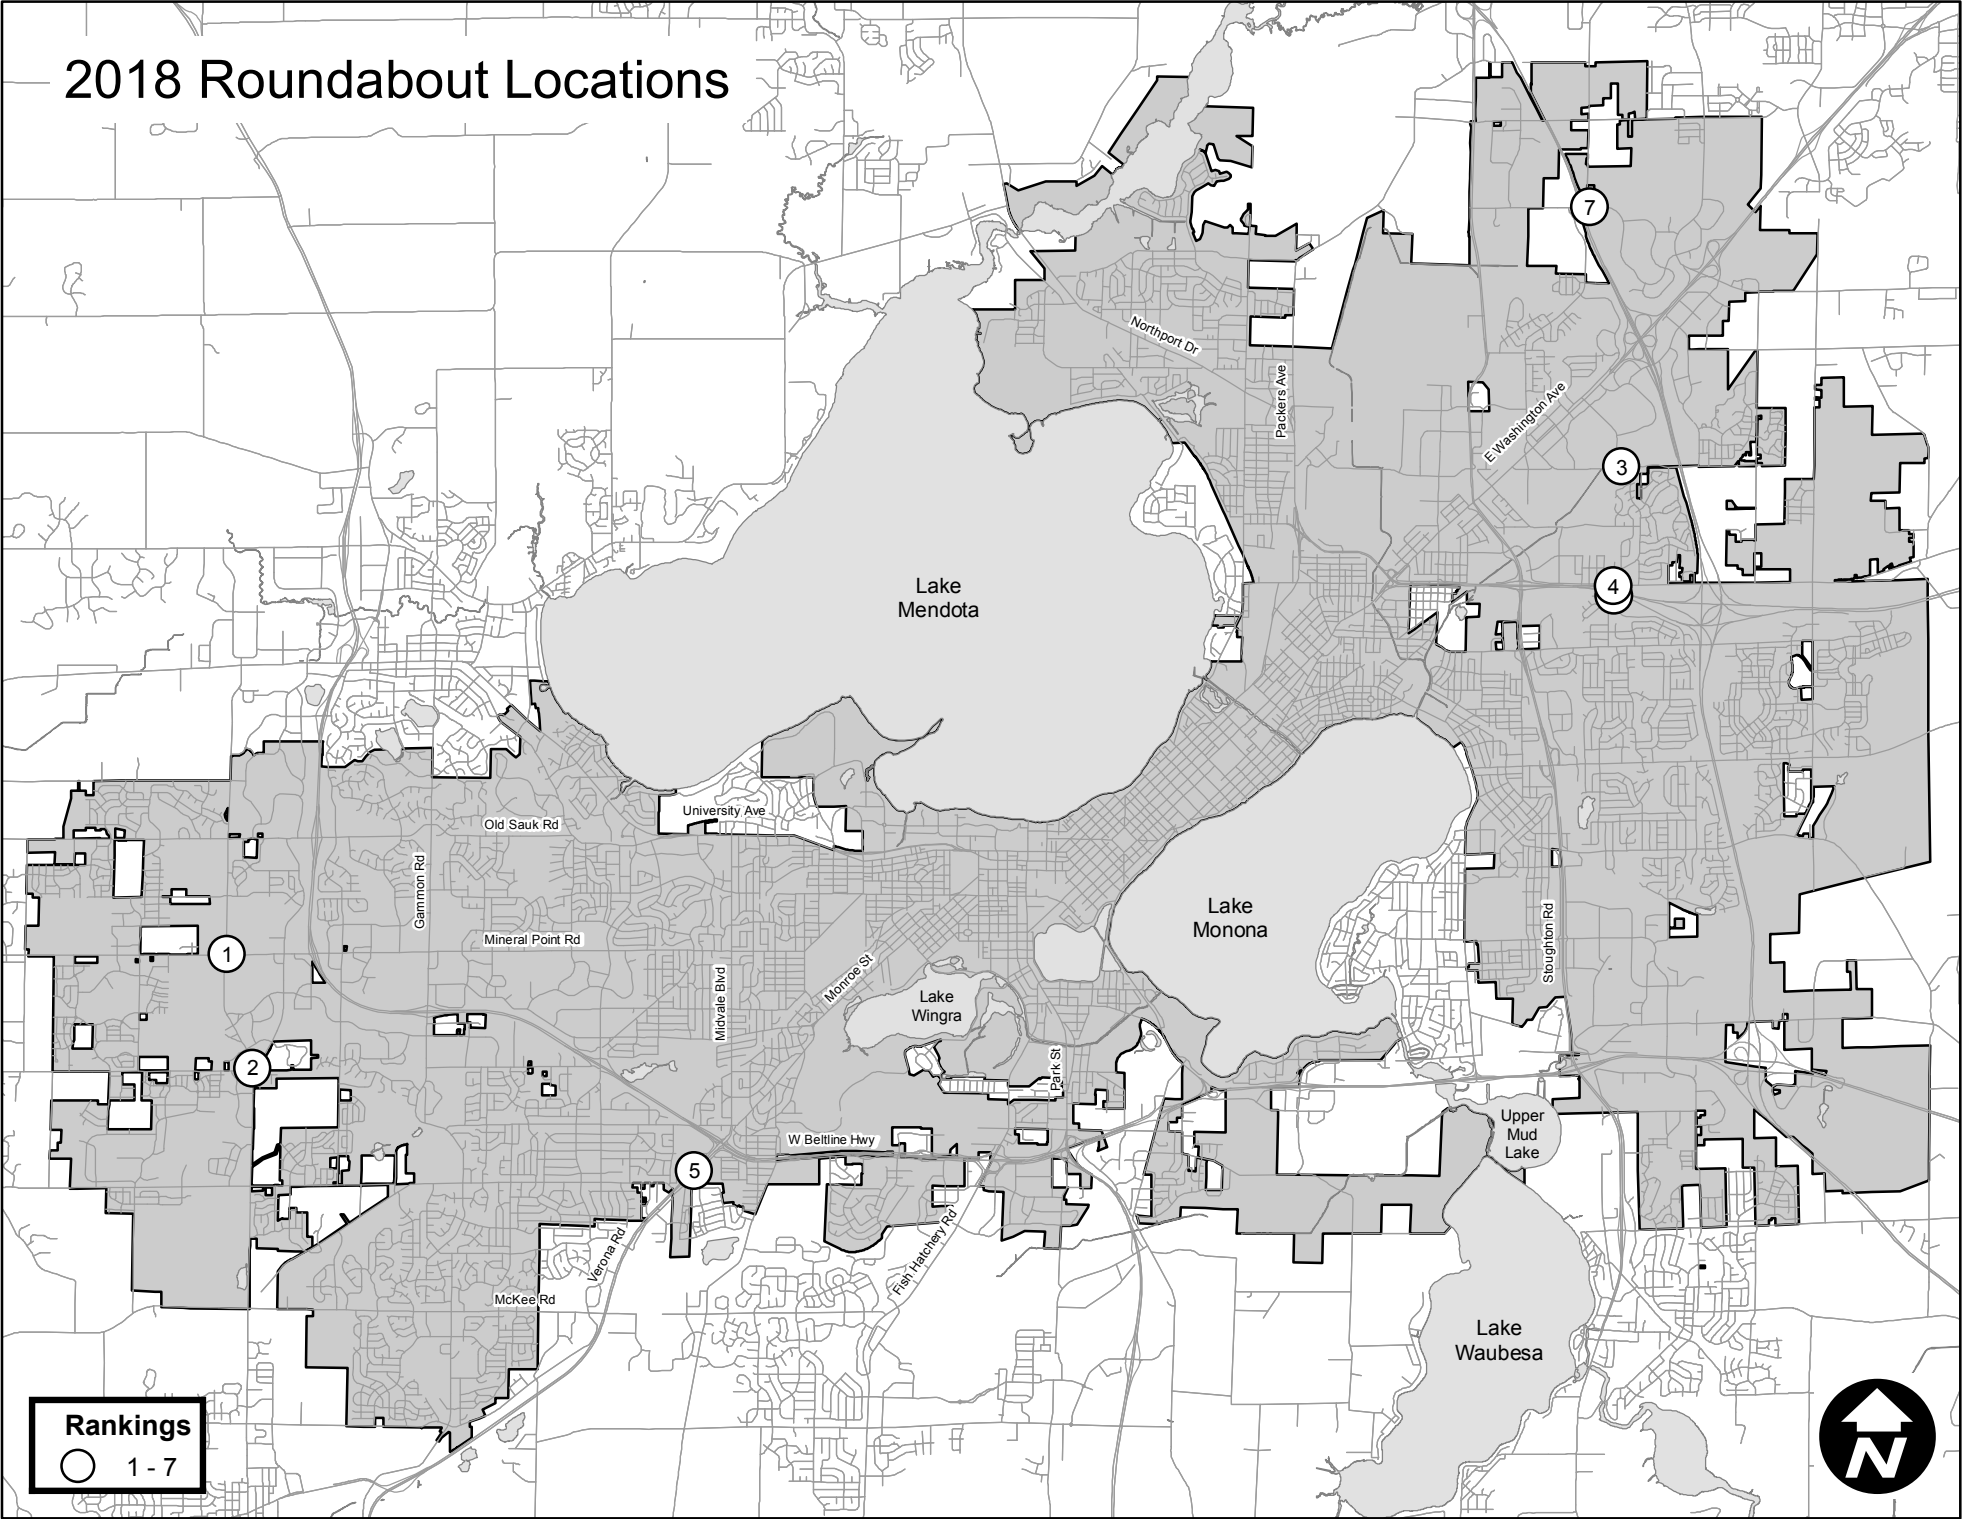 2018 Roundabout Locations
7
Northport Dr
Packers Ave
E Washington Ave
3
4
Lake
Mendota
University Ave
Old Sauk Rd
Gammon Rd
Mineral Point Rd
1
Lake
Monona
Stoughton Rd
Midvale Blvd
Monroe St
Lake
Wingra
Park St
2
W Beltline Hwy
5
Upper
Mud
Lake
Verona Rd
Fish Hatchery Rd
McKee Rd
Lake
Waubesa
Rankings
1 - 7
N